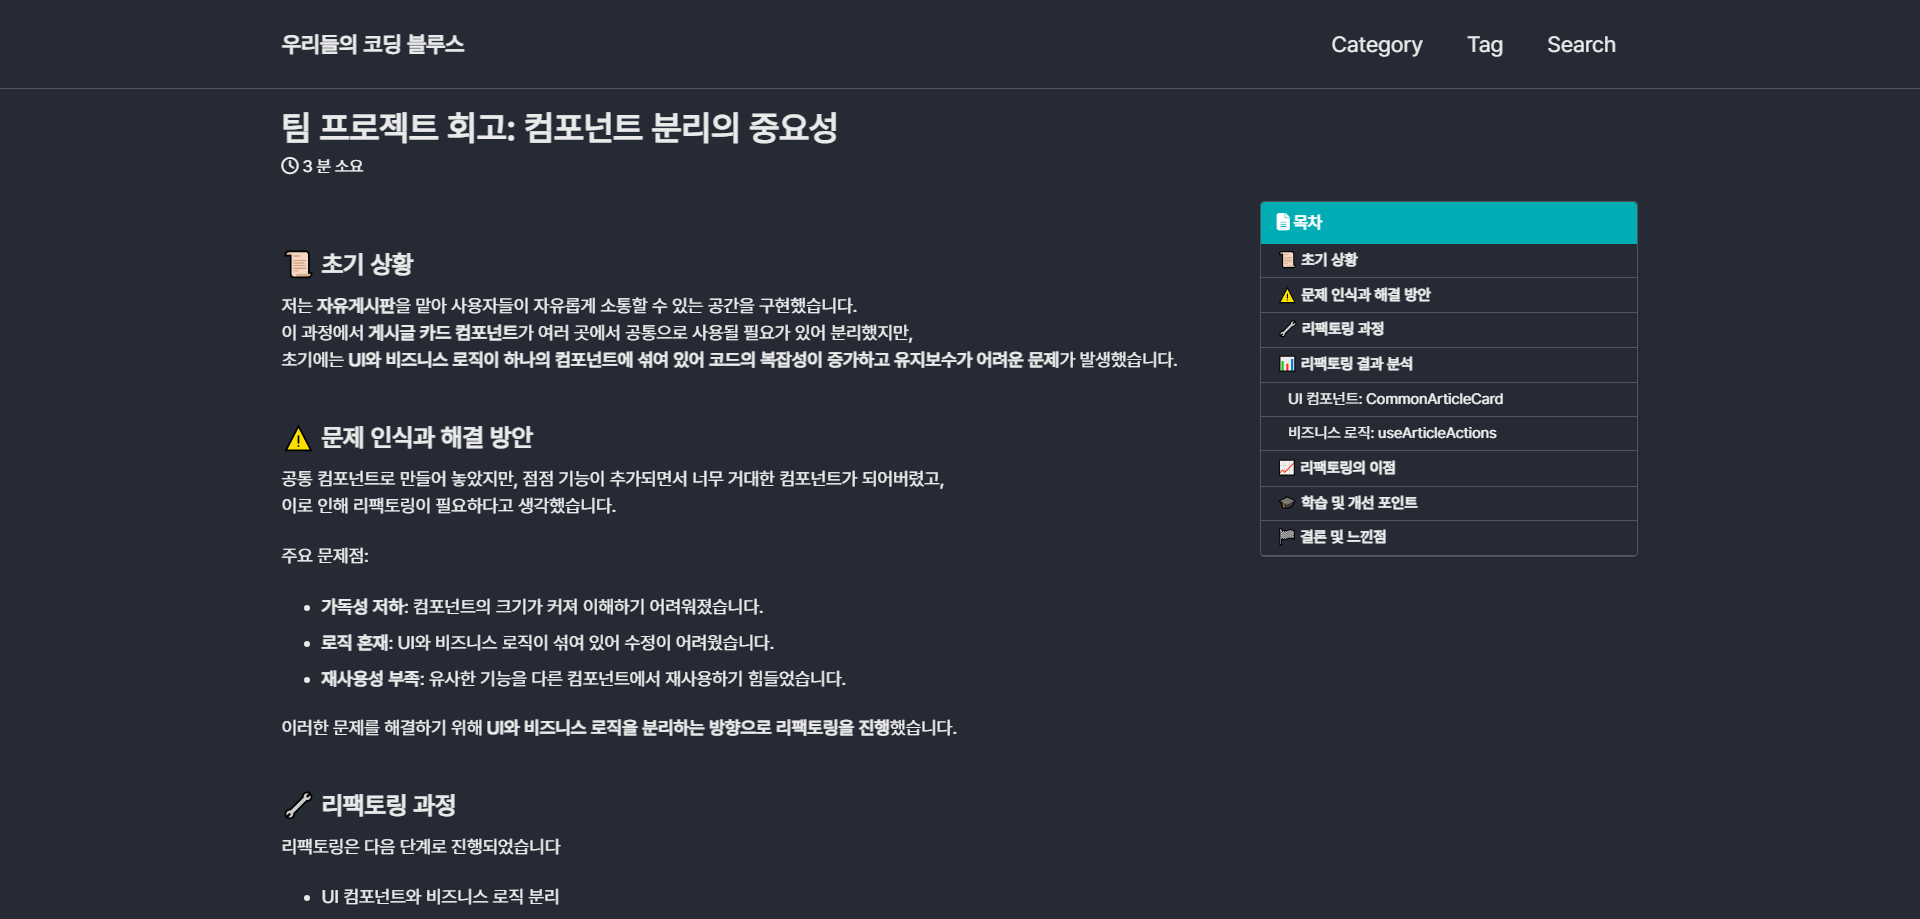 우리들의 코딩 블루스
Category Tag Search
팀 프로젝트 회고: 컴포넌트 분리의 중요성
3 분 소요
초기 상황
저는 자유게시판을 맡아 사용자들이 자유롭게 소통할 수 있는 공간을 구현했습니다.
이 과정에서 게시글 카드 컴포넌트가 여러 곳에서 공통으로 사용될 필요가 있어 분리했지만,
초기에는 UI와 비즈니스 로직이 하나의 컴포넌트에 섞여 있어 코드의 복잡성이 증가하고 유지보수가 어려운 문제가 발생했습니다.
문제 인식과 해결 방안
공통 컴포넌트로 만들어 놓았지만, 점점 기능이 추가되면서 너무 거대한 컴포넌트가 되어버렸고,
이로 인해 리팩토링이 필요하다고 생각했습니다.
주요 문제점:
가독성 저하: 컴포넌트의 크기가 커져 이해하기 어려워졌습니다.
로직 혼재: UI와 비즈니스 로직이 섞여 있어 수정이 어려웠습니다.
재사용성 부족: 유사한 기능을 다른 컴포넌트에서 재사용하기 힘들었습니다.
이러한 문제를 해결하기 위해 UI와 비즈니스 로직을 분리하는 방향으로 리팩토링을 진행했습니다.
리팩토링 과정
리팩토링은 다음 단계로 진행되었습니다
UI 컴포넌트와 비즈니스 로직 분리
목차
초기 상황
문제 인식과 해결 방안
리팩토링 과정
리팩토링 결과 분석
UI 컴포넌트: CommonArticleCard
비즈니스 로직: useArticleActions
리팩토링의 이점
학습 및 개선 포인트
결론 및 느낀점